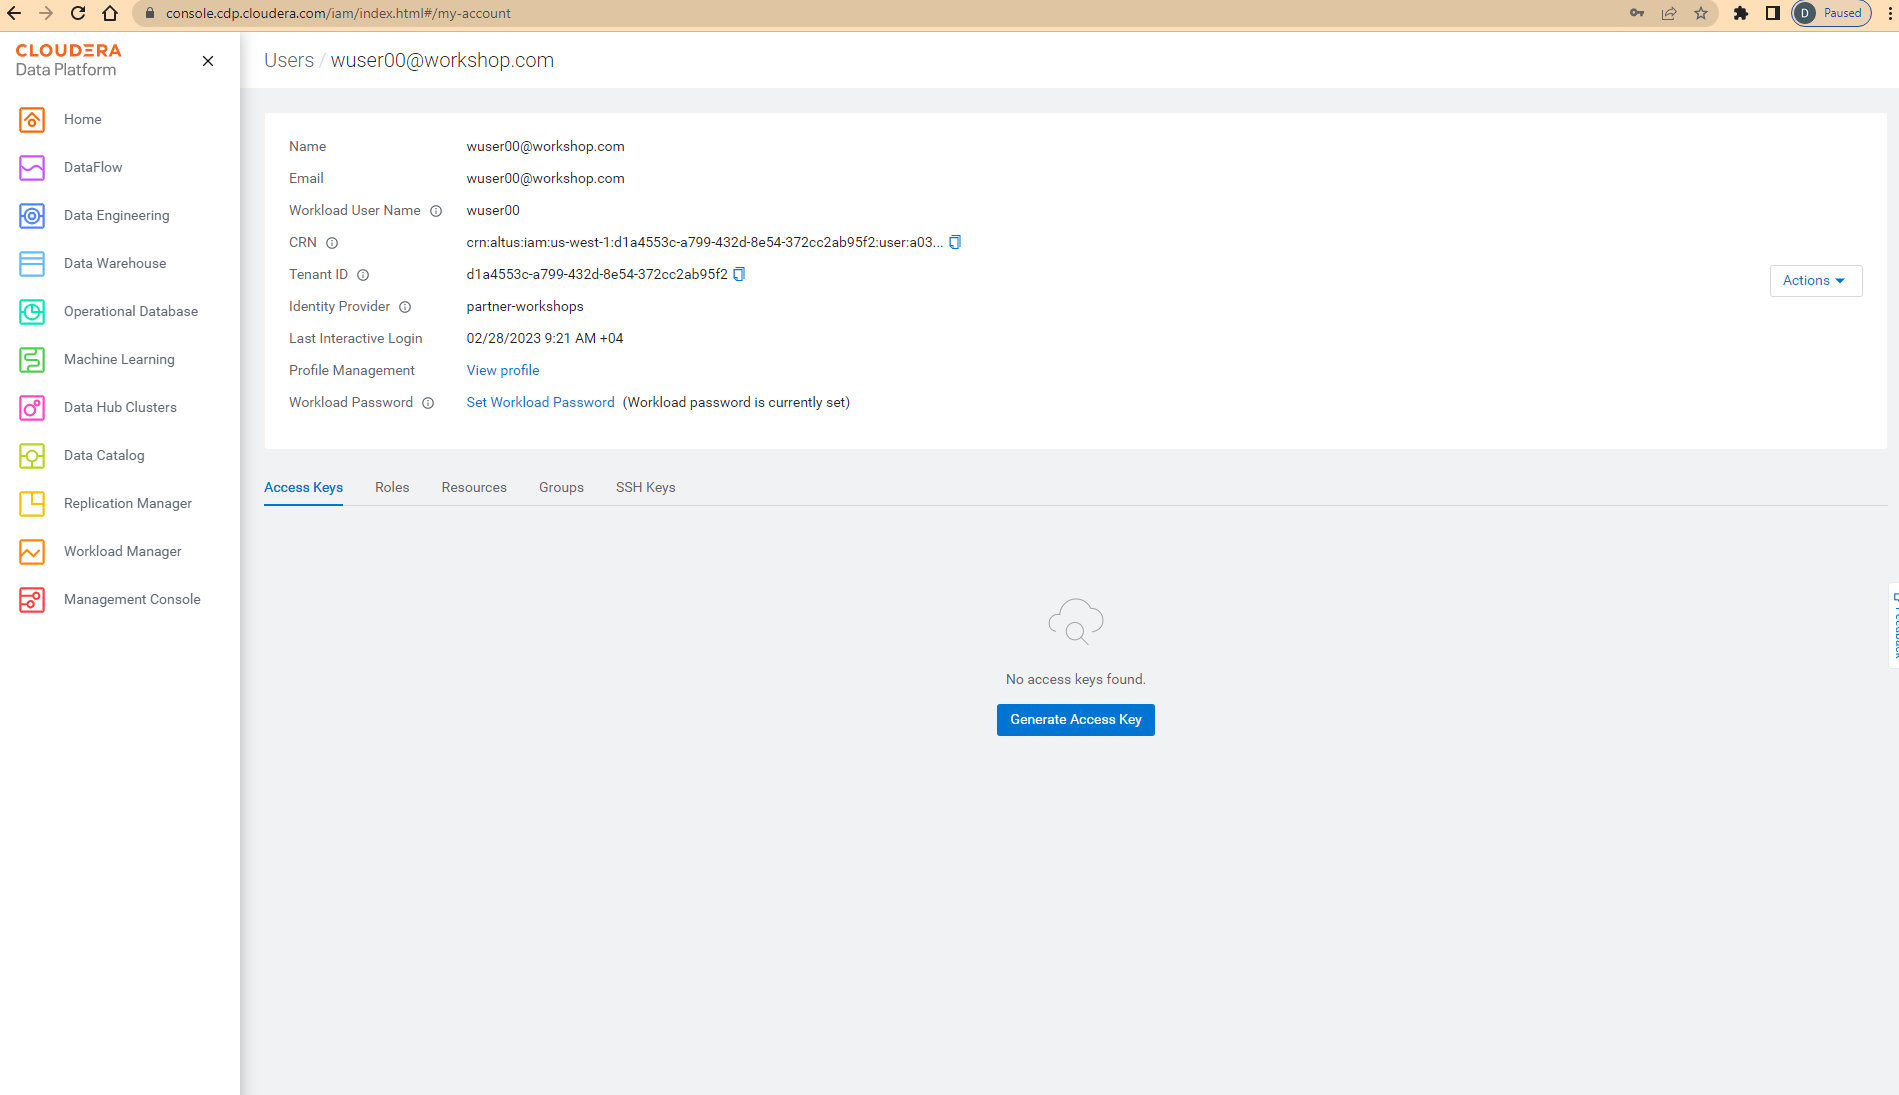 console.cdp.cloudera.com/iam/index.html#/my-account
D Paused
CLOUDERA
Data Platform
Users / wuser00@workshop.com
Home
DataFlow
Data Engineering
Data Warehouse
Operational Database
Machine Learning
Data Hub Clusters
Data Catalog
Replication Manager
Workload Manager
Management Console
Name wuser00@workshop.com
Email wuser00@workshop.com
Workload User Name wuser00
CRN crn:altus:iam:us-west-1:d1a4553c-a799-432d-8e54-372cc2ab95f2:user:a03...
Tenant ID d1a4553c-a799-432d-8e54-372cc2ab95f2
Identity Provider partner-workshops
Last Interactive Login 02/28/2023 9:21 AM +04
Profile Management View profile
Workload Password Set Workload Password (Workload password is currently set)
Actions
Access Keys Roles Resources Groups SSH Keys
No access keys found.
Generate Access Key